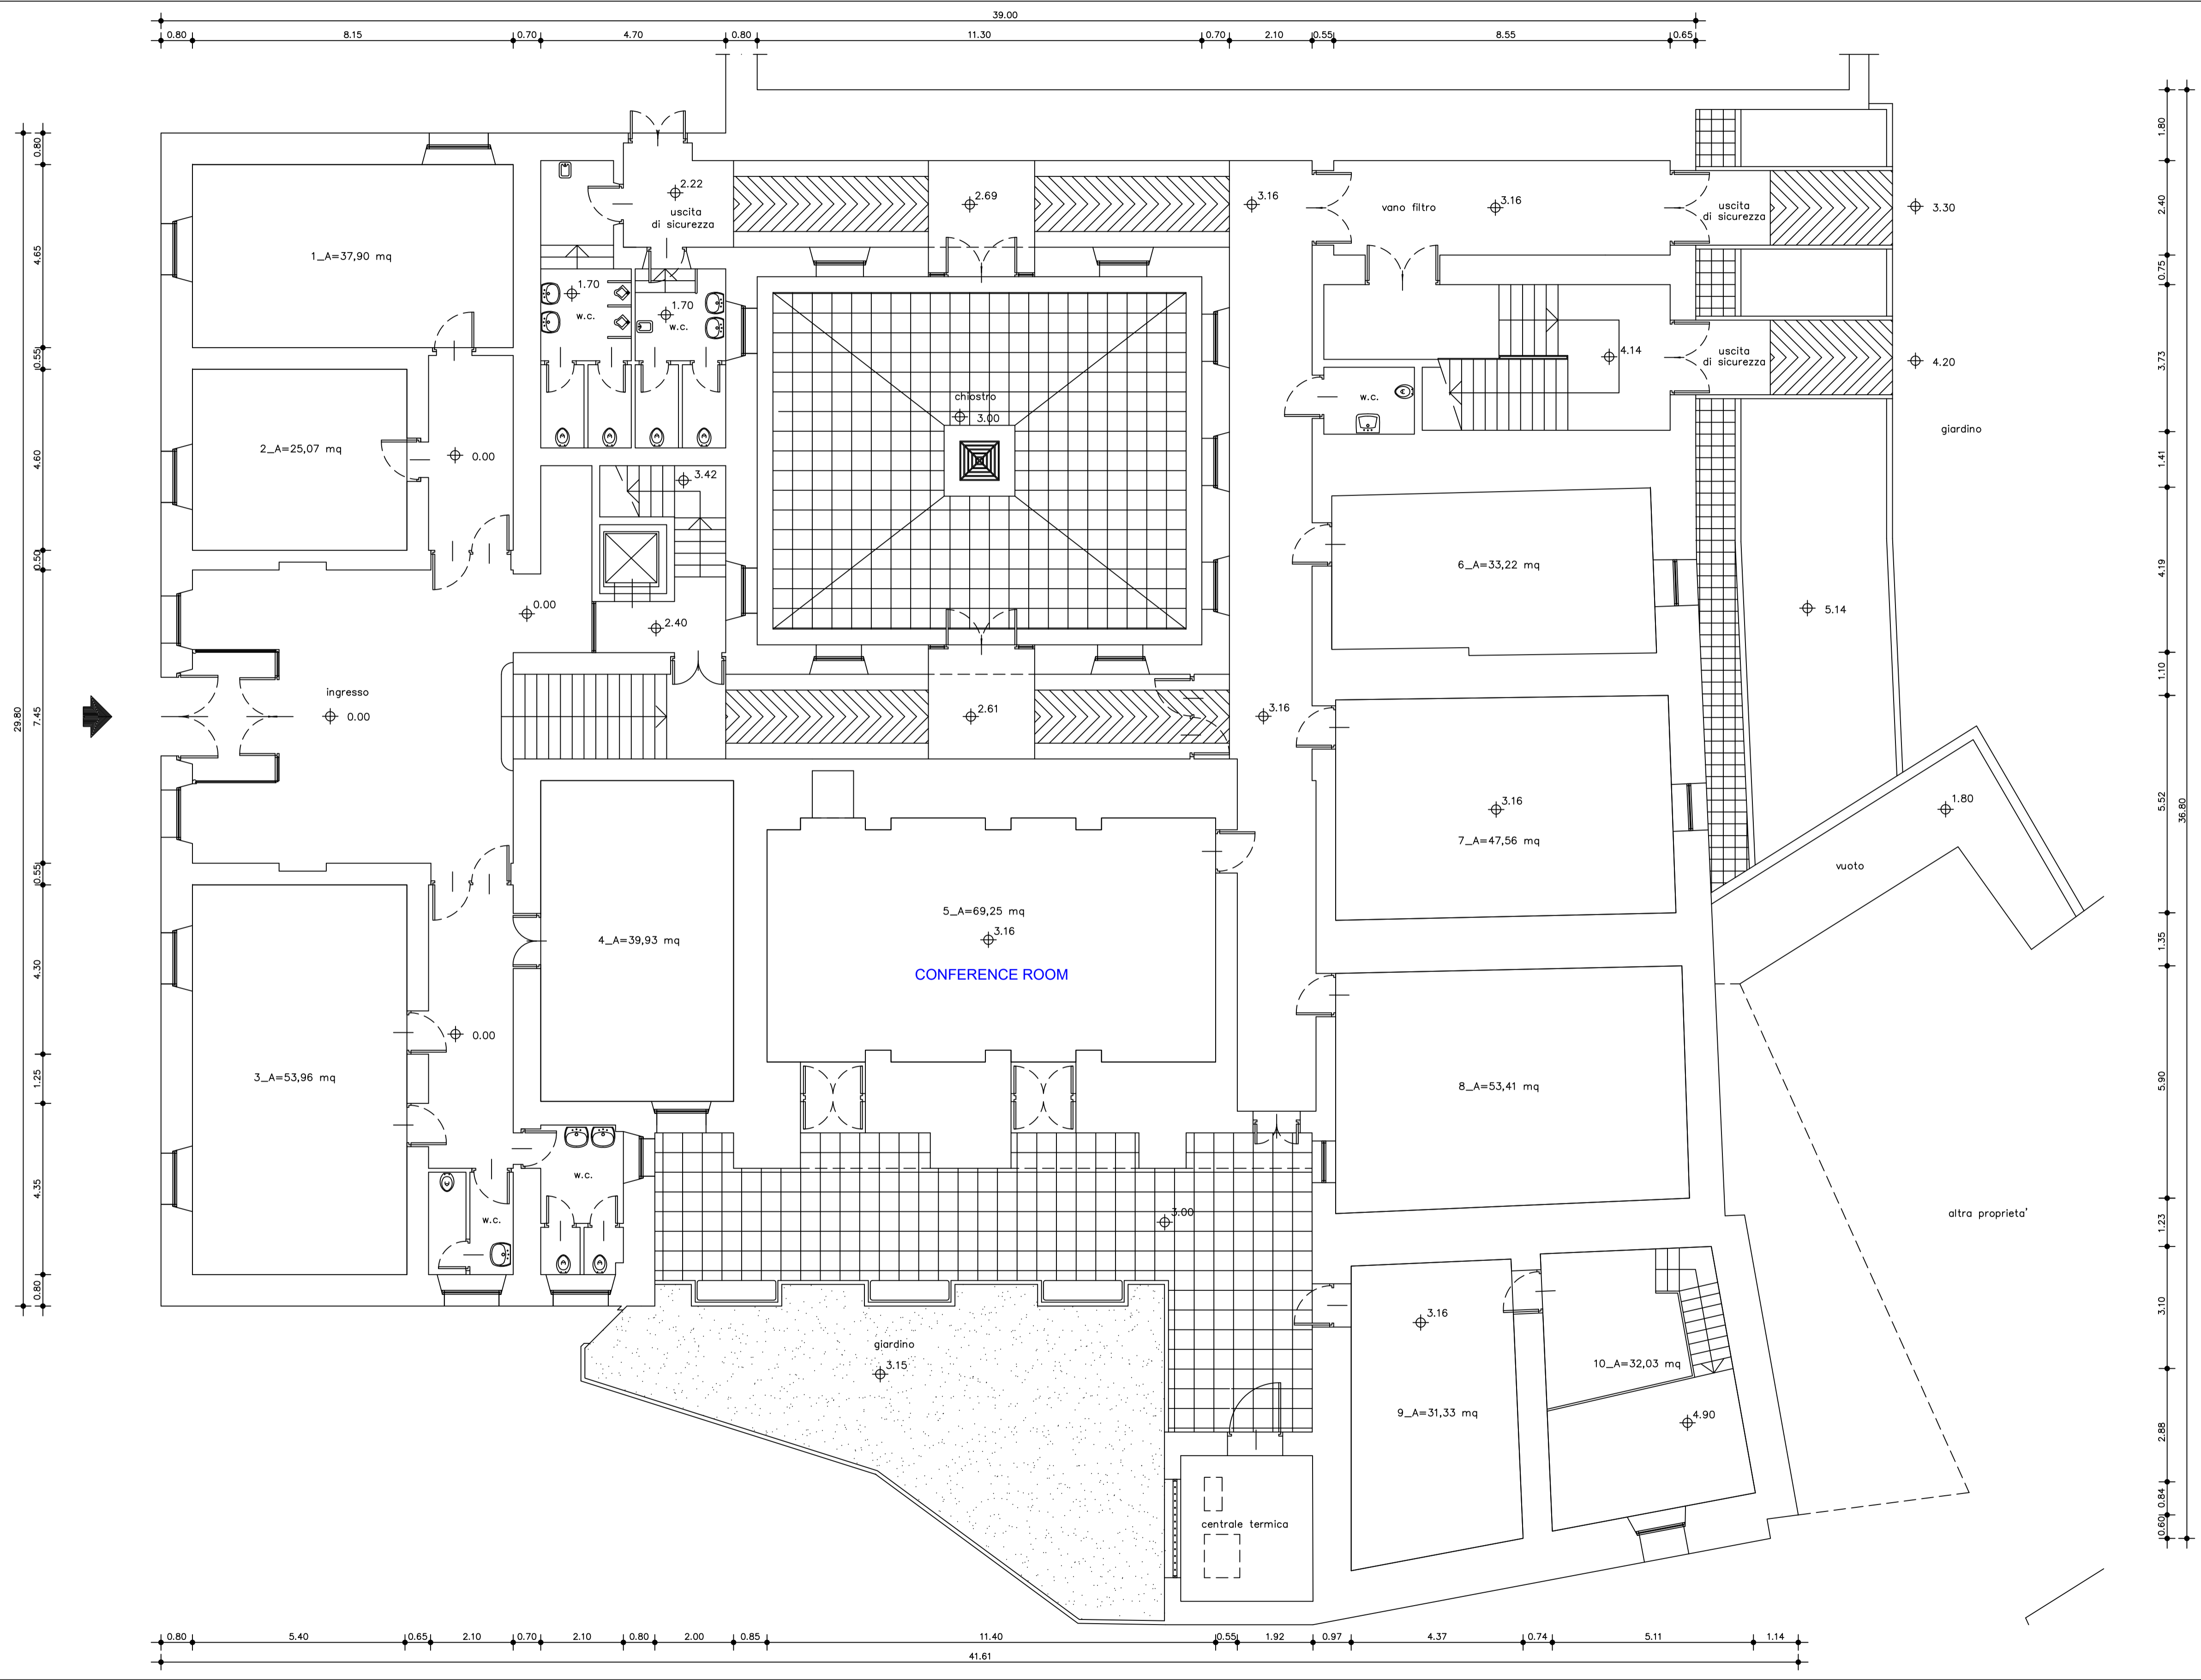 39.00
0.80 8.15 0.70 4.70 0.80 11.30 0.70 2.10 0.55 8.55 0.65
29.80
0.80
4.65
0.55
4.60
0.50
7.45
0.55
4.30
1.25
4.35
0.80
1_A=37,90 mq
2_A=25,07 mq
0.00
2.22
uscita
di sicurezza
1.70
w.c.
1.70
w.c.
2.69
3.16
vano filtro
3.16
uscita
di sicurezza
3.30
4.14
uscita
di sicurezza
4.20
w.c.
giardino
chiostro
3.00
3.42
0.00
2.40
6_A=33,22 mq
5.14
ingresso
0.00
2.61
3.16
3.16
7_A=47,56 mq
1.80
vuoto
4_A=39,93 mq
5_A=69,25 mq
3.16
CONFERENCE ROOM
0.00
3_A=53,96 mq
8_A=53,41 mq
w.c.
w.c.
3.00
altra proprieta'
giardino
3.15
3.16
10_A=32,03 mq
9_A=31,33 mq
4.90
centrale termica
1.80
2.40
0.75
3.73
1.41
4.19
1.10
5.52
1.35
5.90
1.23
3.10
2.88
0.84
0.60
36.80
0.80 5.40 0.65 2.10 0.70 2.10 0.80 2.00 0.85 11.40 0.55 1.92 0.97 4.37 0.74 5.11 1.14
41.61